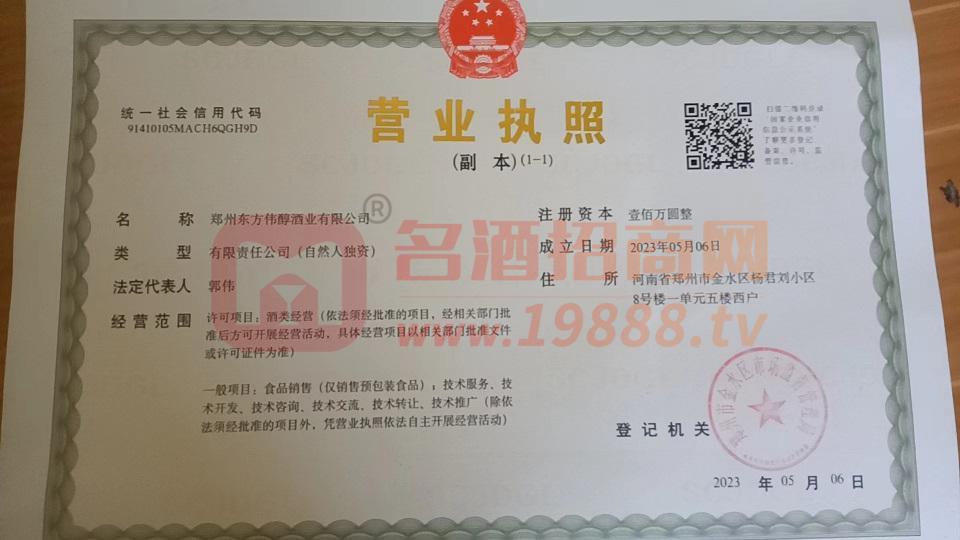 统一社会信用代码
91410105MACH6QGH9D
营业执照
(副 本)(1-1)
扫描二维码登录
‘国家企业信用
信息公示系统’
了解更多登记、
备案、许可、监
管信息。
名 称 郑州东方伟醇酒业有限公司
类 型 有限责任公司（自然人独资）
法定代表人 郭伟
经营范围 许可项目：酒类经营（依法须经批准的项目，经相关部门批
准后方可开展经营活动，具体经营项目以相关部门批准文件
或许可证件为准）
一般项目：食品销售（仅销售预包装食品）；技术服务、技
术开发、技术咨询、技术交流、技术转让、技术推广（除依
法须经批准的项目外，凭营业执照依法自主开展经营活动）
注册资本 壹佰万圆整
成立日期 2023年05月06日
住 所 河南省郑州市金水区杨君刘小区
8号楼一单元五楼西户
®
名酒招商网
www.19888.tv
郑州市金水区市场监督管理局
登记机关
2023 年 05 月 06 日